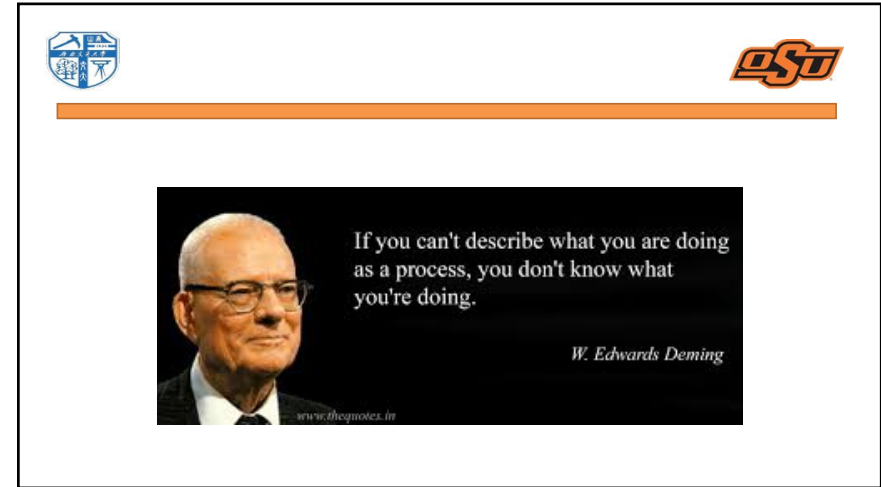 OSU
If you can't describe what you are doing
as a process, you don't know what
you're doing.
W. Edwards Deming
www.thequotes.in